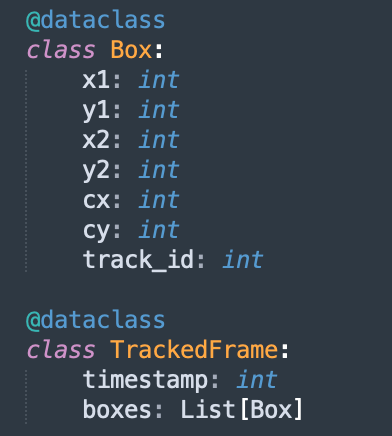 @dataclass
class Box:
    x1: int
    y1: int
    x2: int
    y2: int
    cx: int
    cy: int
    track_id: int

@dataclass
class TrackedFrame:
    timestamp: int
    boxes: List[Box]